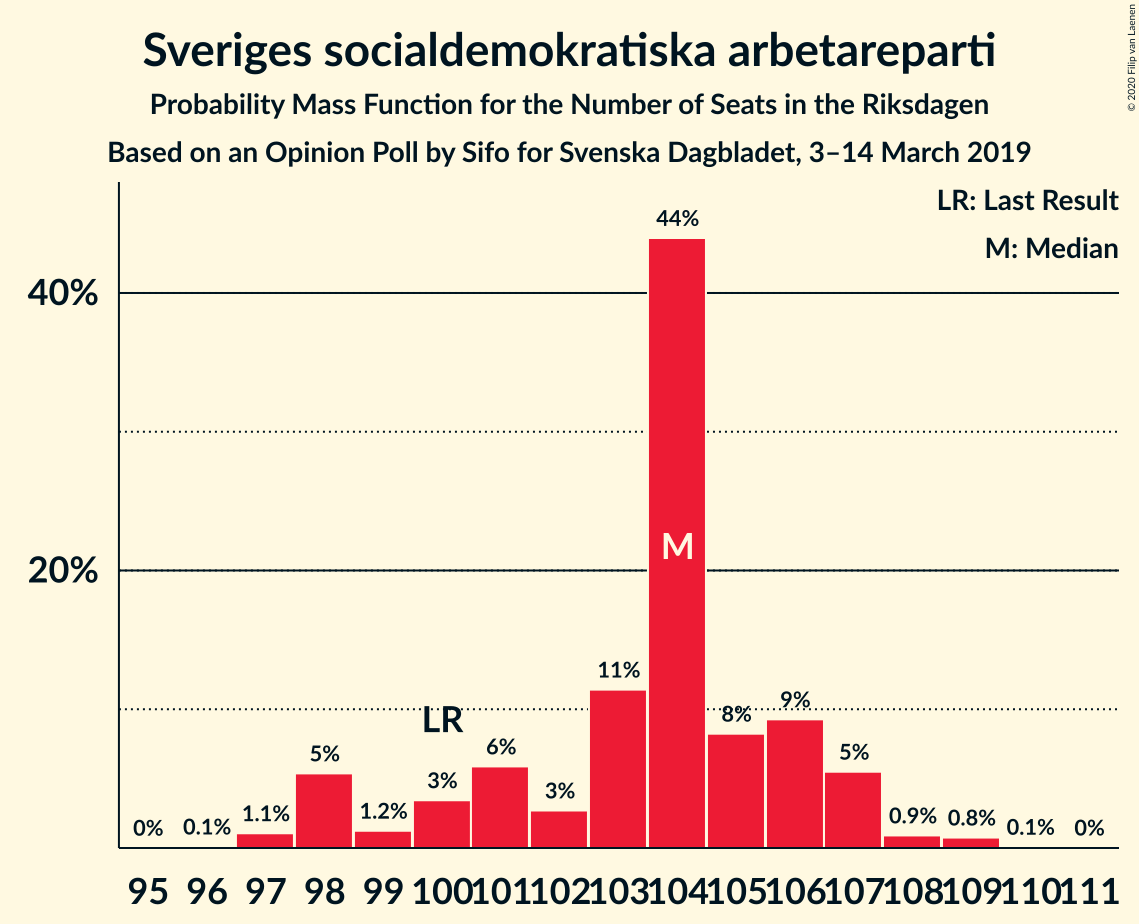 Sveriges socialdemokratiska arbetareparti
Probability Mass Function for the Number of Seats in the Riksdagen
Based on an Opinion Poll by Sifo for Svenska Dagbladet, 3–14 March 2019
© 2020 Filip van Laenen
LR: Last Result
M: Median
40%
20%
0% 0.1% 1.1% 5% 1.2% 3% 6% 3% 11% 44% 8% 9% 5% 0.9% 0.8% 0.1% 0%
LR
M
95 96 97 98 99 100 101 102 103 104 105 106 107 108 109 110 111